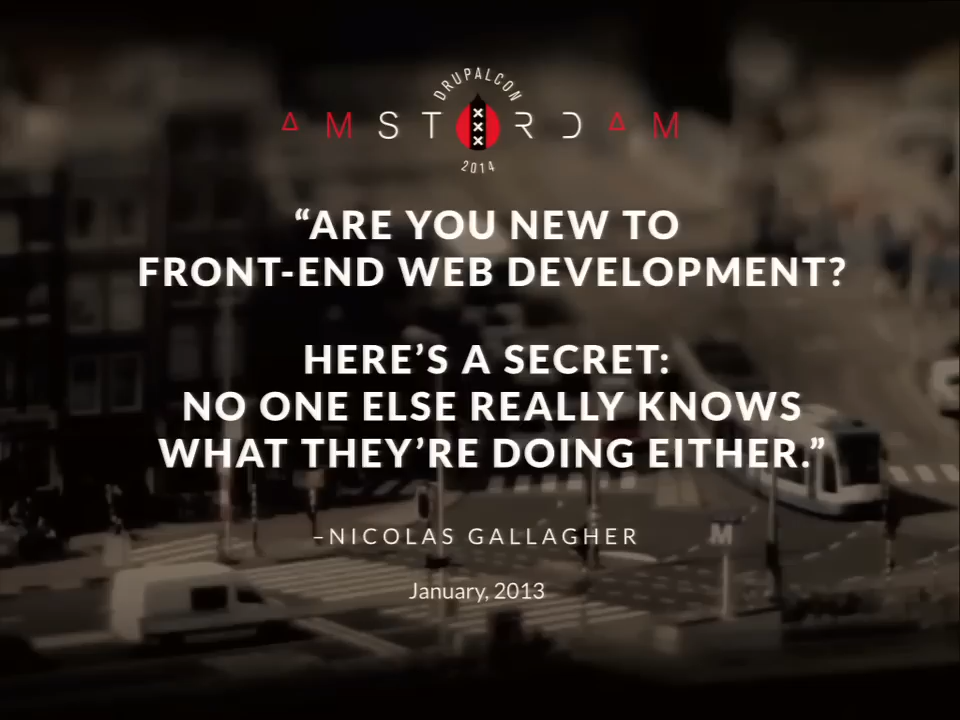 DRUPALCON
AMSTERDAM
XXX
2014
“ARE YOU NEW TO
FRONT-END WEB DEVELOPMENT?
HERE’S A SECRET:
NO ONE ELSE REALLY KNOWS
WHAT THEY’RE DOING EITHER.”
–NICOLAS GALLAGHER
January, 2013
M